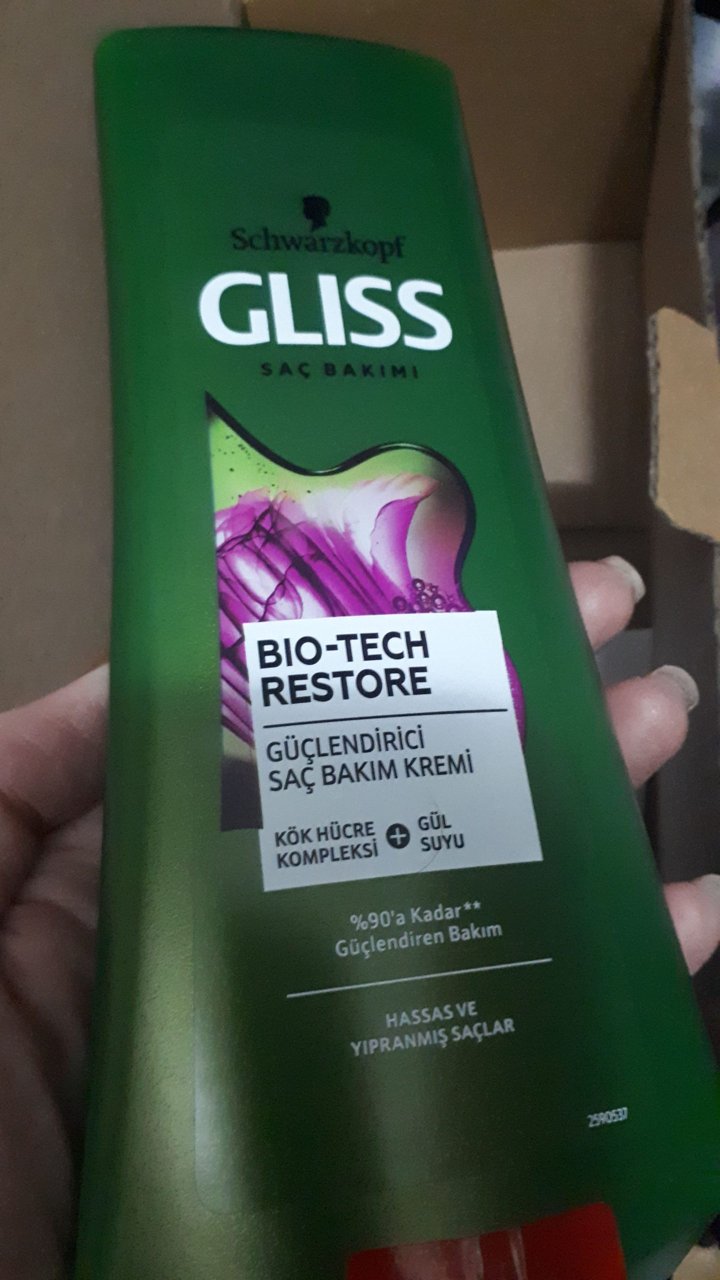 Schwarzkopf
GLISS
SAÇ BAKIMI
BIO-TECH
RESTORE
GÜÇLENDİRİCİ
SAÇ BAKIM KREMİ
KÖK HÜCRE
KOMPLEKSİ + GÜL
SUYU
%90'a Kadar**
Güçlendiren Bakım
HASSAS VE
YIPRANMIŞ SAÇLAR
2590537